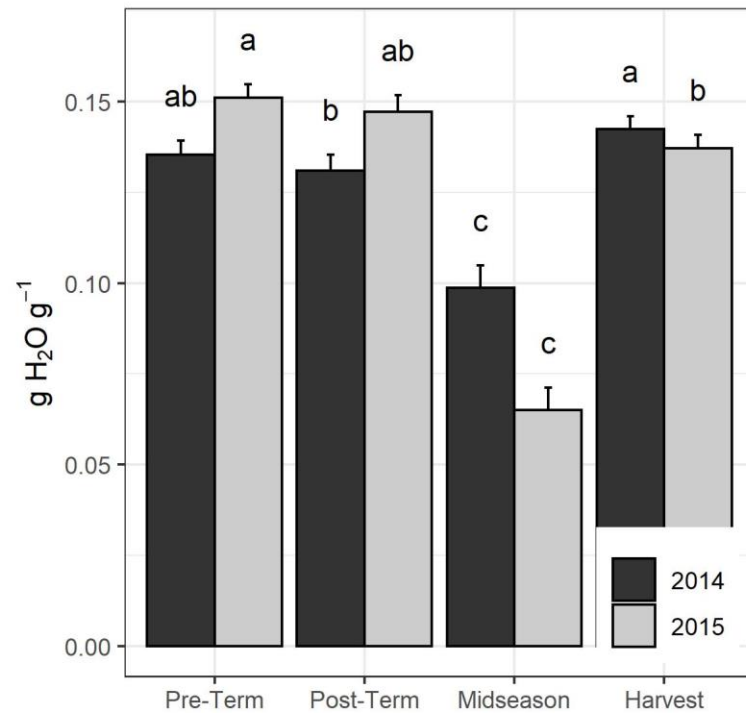 g H₂O g⁻¹
0.15
0.10
0.05
0.00
ab
a
b
ab
c
c
a
b
2014
2015
Pre-Term Post-Term Midseason Harvest